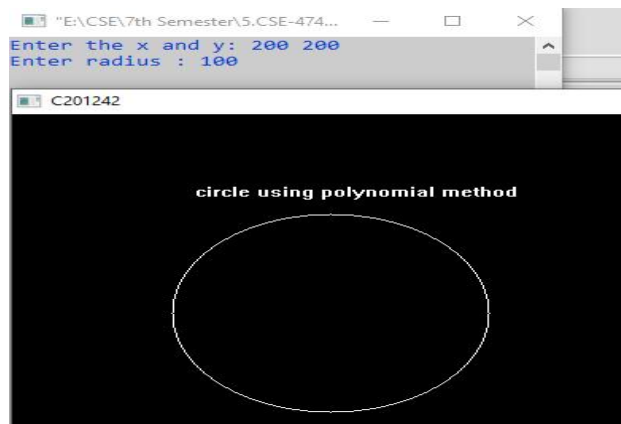 "E:\CSE\7th Semester\5.CSE-474...
Enter the x and y: 200 200
Enter radius : 100
C201242
circle using polynomial method